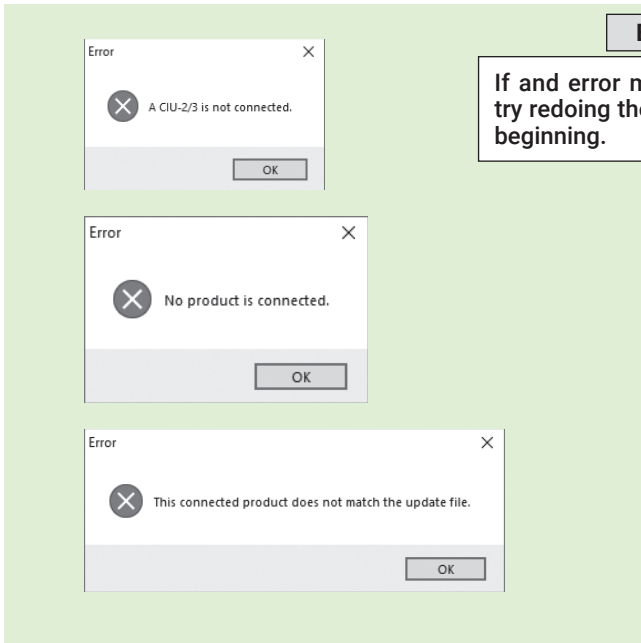 Error
A CIU-2/3 is not connected.
OK
If and error
try redoing
beginning.
Error
No product is connected.
OK
Error
This connected product does not match the update file.
OK